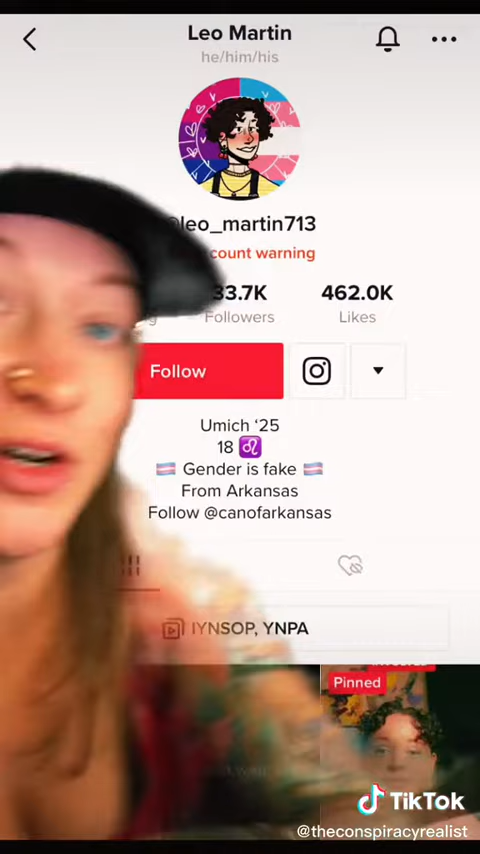 Leo Martin
he/him/his
leo_martin713
count warning
33.7K
462.0K
Followers
Likes
Follow
Umich ‘25
18 ♌
🏳️‍⚧️ Gender is fake 🏳️‍⚧️
From Arkansas
Follow @canofarkansas
IYNSOP, YNPA
Pinned
TikTok
@theconspiracyrealist